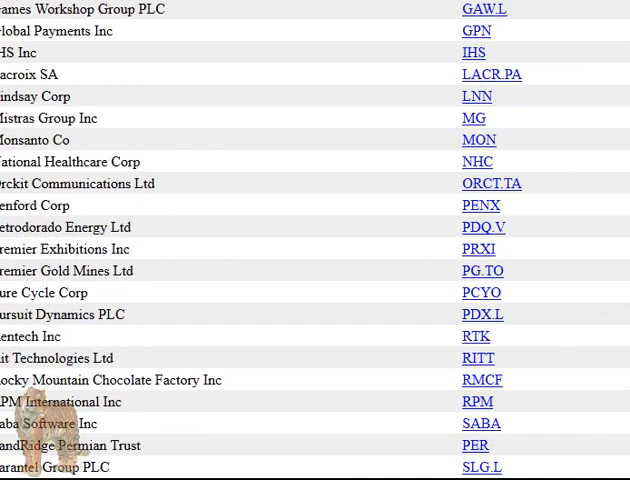 ames Workshop Group PLC GAW.L
lobal Payments Inc GPN
HS Inc IHS
acroix SA LACR.PA
indsay Corp LNN
Mistras Group Inc MG
Monsanto Co MON
ational Healthcare Corp NHC
rckit Communications Ltd ORCT.TA
enford Corp PENX
etrodorado Energy Ltd PDQ.V
remier Exhibitions Inc PRXI
remier Gold Mines Ltd PG.TO
ure Cycle Corp PCYO
ursuit Dynamics PLC PDX.L
entech Inc RTK
it Technologies Ltd RITT
ocky Mountain Chocolate Factory Inc RMCF
PM International Inc RPM
aba Software Inc SABA
andRidge Permian Trust PER
arantel Group PLC SLG.L